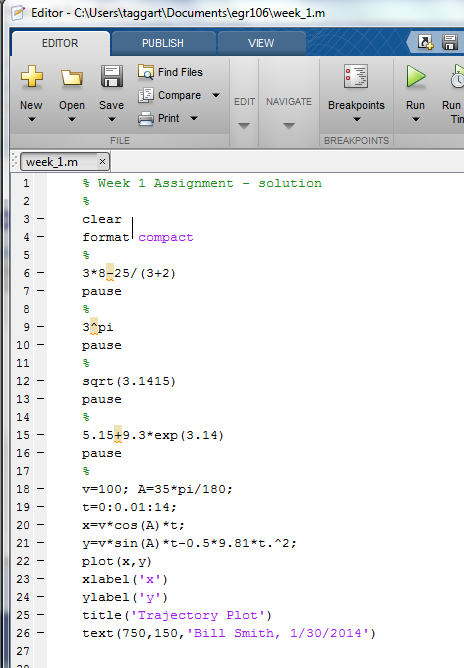 Editor - C:\Users\taggart\Documents\egr106\week_1.m
EDITOR PUBLISH VIEW
New Open Save Find Files Compare Print EDIT NAVIGATE Breakpoints Run Run
FILE BREAKPOINTS
week_1.m ×
1 % Week 1 Assignment - solution
2 %
3 - clear
4 - format compact
5 %
6 - 3*8-25/(3+2)
7 - pause
8 %
9 - 3^pi
10 - pause
11 %
12 - sqrt(3.1415)
13 - pause
14 %
15 - 5.15+9.3*exp(3.14)
16 - pause
17 %
18 - v=100; A=35*pi/180;
19 - t=0:0.01:14;
20 - x=v*cos(A)*t;
21 - y=v*sin(A)*t-0.5*9.81*t.^2;
22 - plot(x,y)
23 - xlabel('x')
24 - ylabel('y')
25 - title('Trajectory Plot')
26 - text(750,150,'Bill Smith, 1/30/2014')
27
28